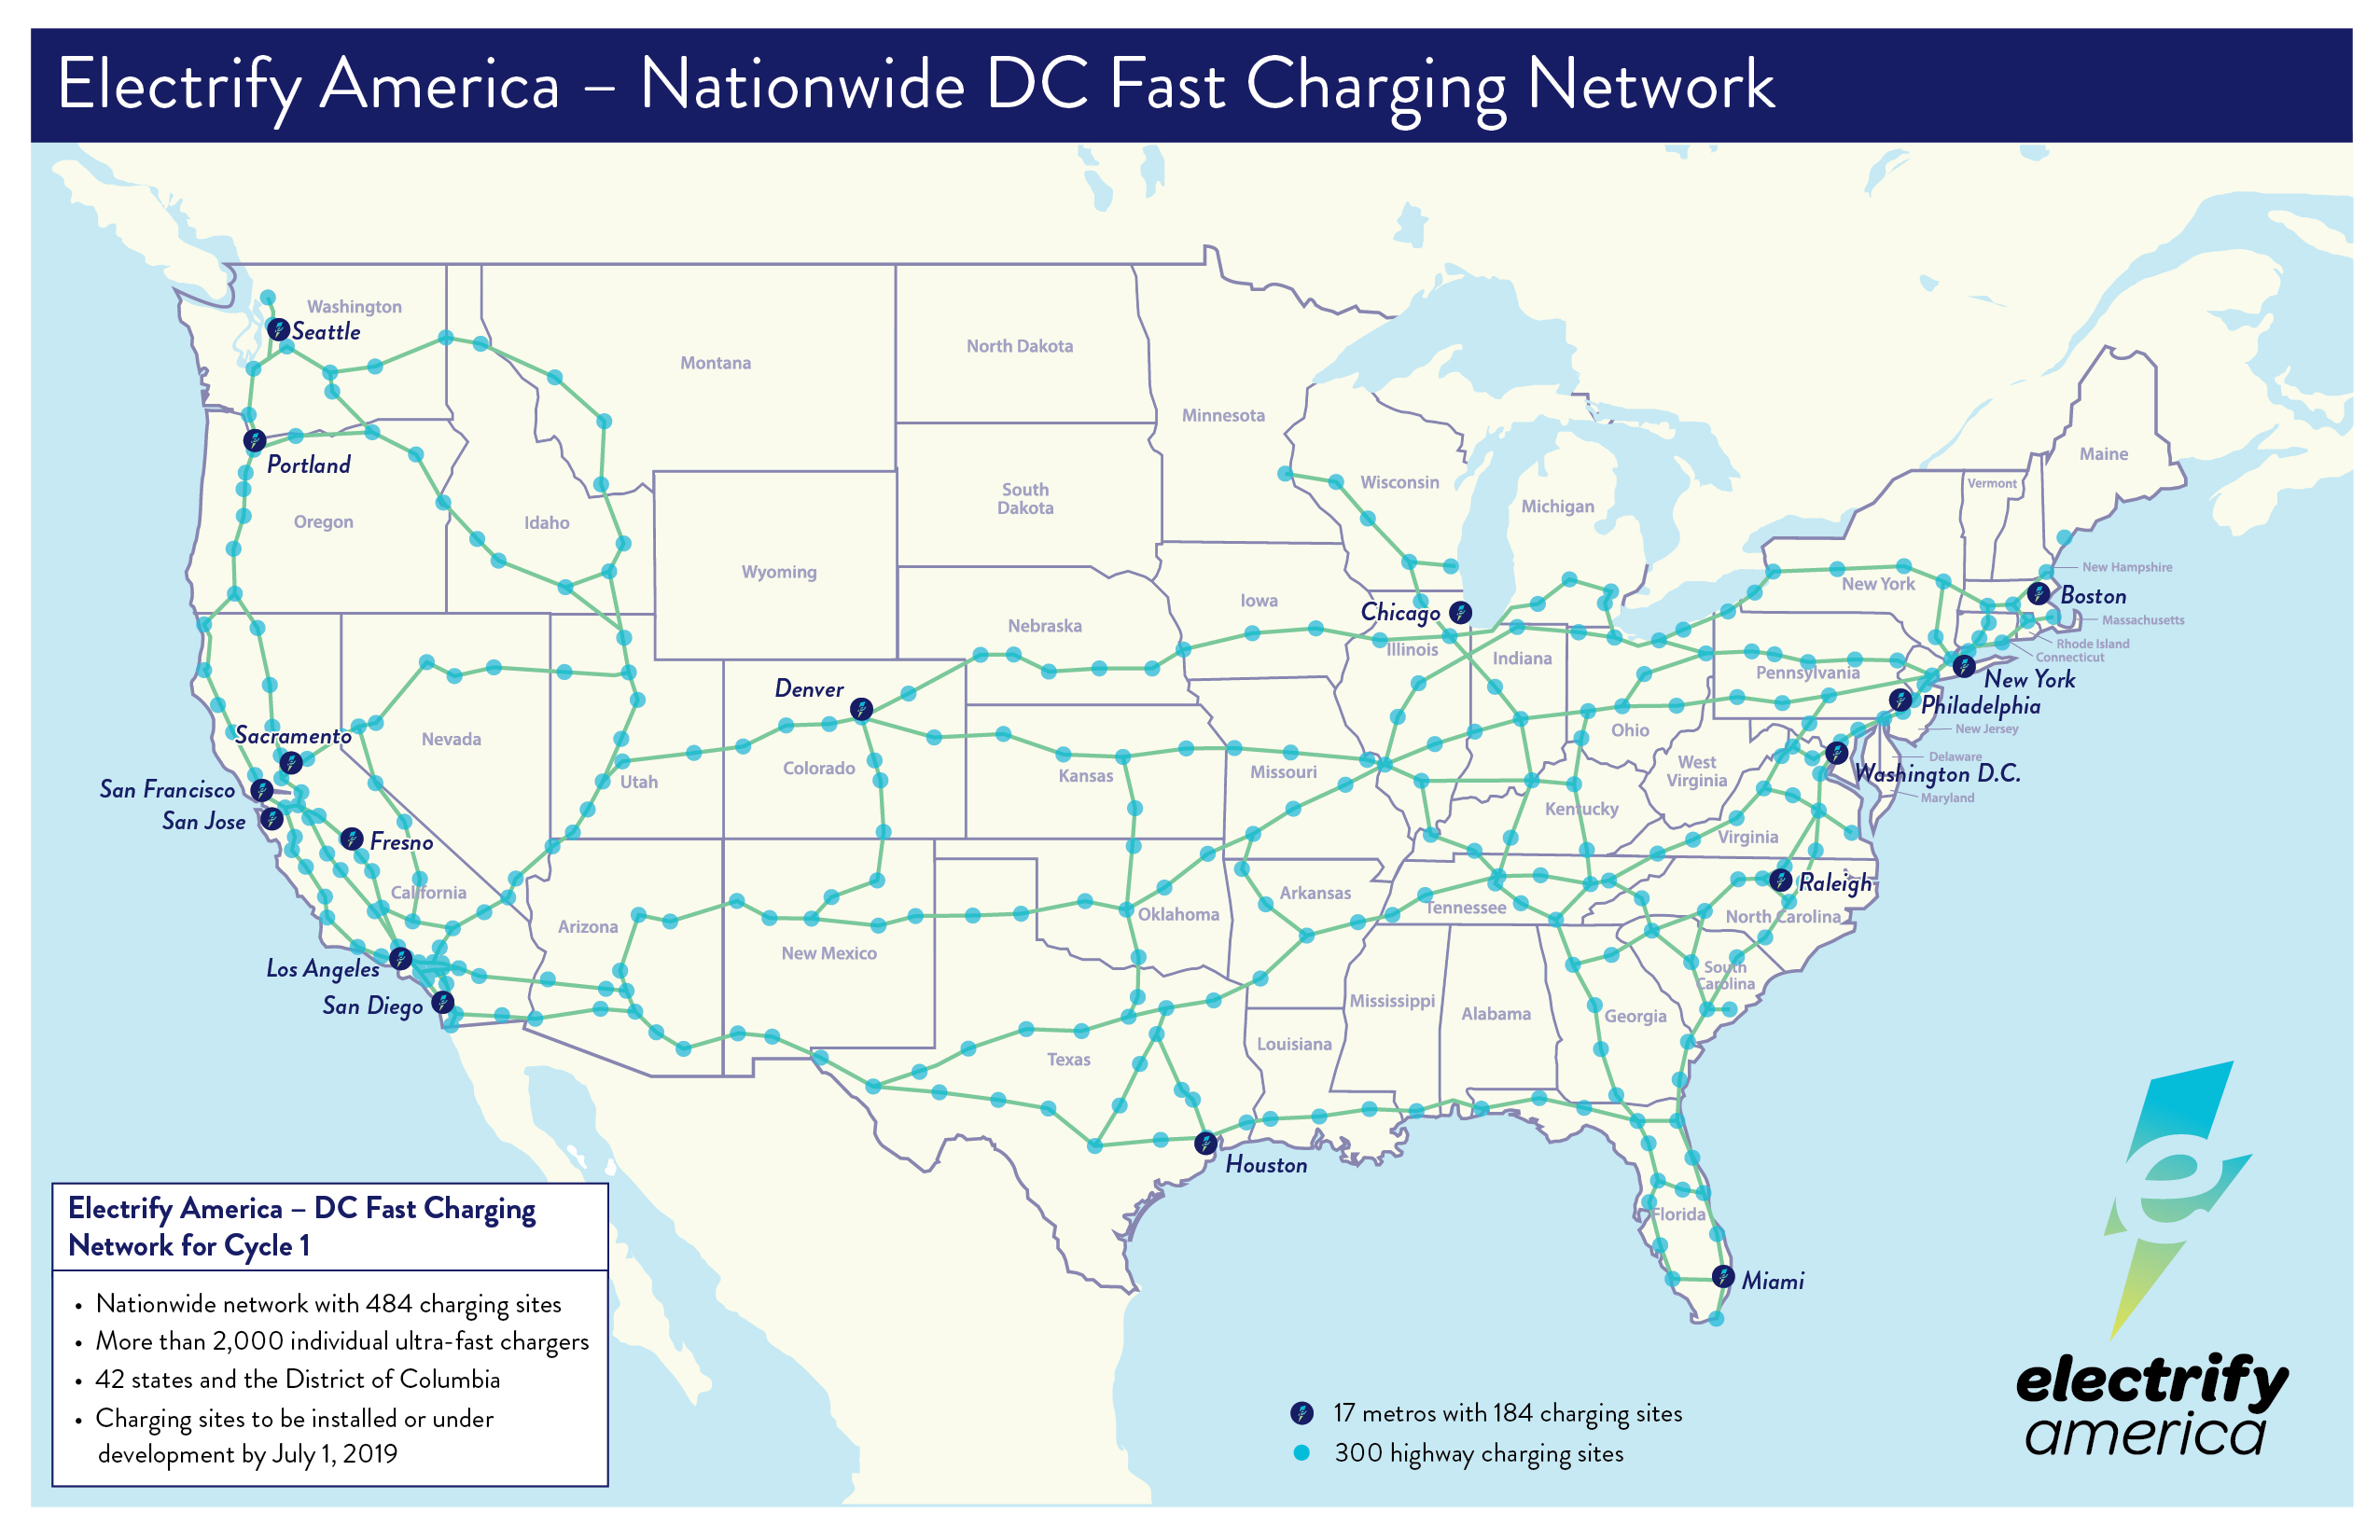 Electrify America – Nationwide DC Fast Charging Network
Washington
Seattle
Montana
North Dakota
Minnesota
Maine
Portland
Wisconsin
Vermont
South
Dakota
Michigan
Oregon
Idaho
New Hampshire
Wyoming
New York
Boston
Iowa
Chicago
Massachusetts
Nebraska
Rhode Island
Illinois
Connecticut
Indiana
Pennsylvania
New York
Denver
Philadelphia
Sacramento
Nevada
Ohio
New Jersey
Delaware
Utah
Colorado
Kansas
Missouri
West
Virginia
Washington D.C.
San Francisco
Maryland
San Jose
Kentucky
Fresno
Virginia
California
Arkansas
Raleigh
Tennessee
Oklahoma
North Carolina
Arizona
New Mexico
Los Angeles
South
Carolina
San Diego
Mississippi
Alabama
Georgia
Louisiana
Texas
Houston
Florida
Miami
Electrify America – DC Fast Charging
Network for Cycle 1
• Nationwide network with 484 charging sites
• More than 2,000 individual ultra-fast chargers
• 42 states and the District of Columbia
• Charging sites to be installed or under
development by July 1, 2019
17 metros with 184 charging sites
300 highway charging sites
e
electrify
america